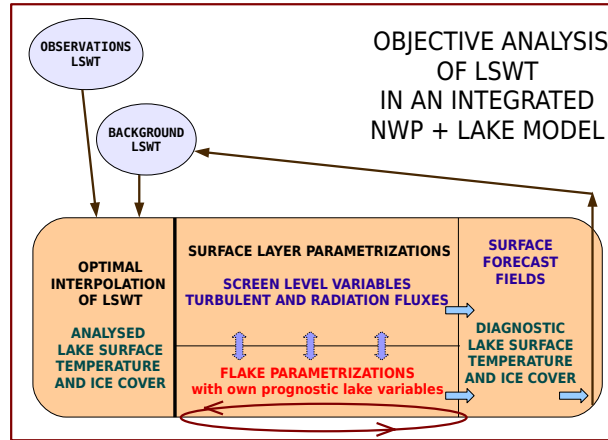 OBJECTIVE ANALYSIS
OF LSWT
IN AN INTEGRATED
NWP + LAKE MODEL
OBSERVATIONS
LSWT
BACKGROUND
LSWT
OPTIMAL
INTERPOLATION
OF LSWT
ANALYSED
LAKE SURFACE
TEMPERATURE
AND ICE COVER
SURFACE LAYER PARAMETRIZATIONS
SCREEN LEVEL VARIABLES
TURBULENT AND RADIATION FLUXES
FLAKE PARAMETRIZATIONS
with own prognostic lake variables
SURFACE
FORECAST
FIELDS
DIAGNOSTIC
LAKE SURFACE
TEMPERATURE
AND ICE COVER